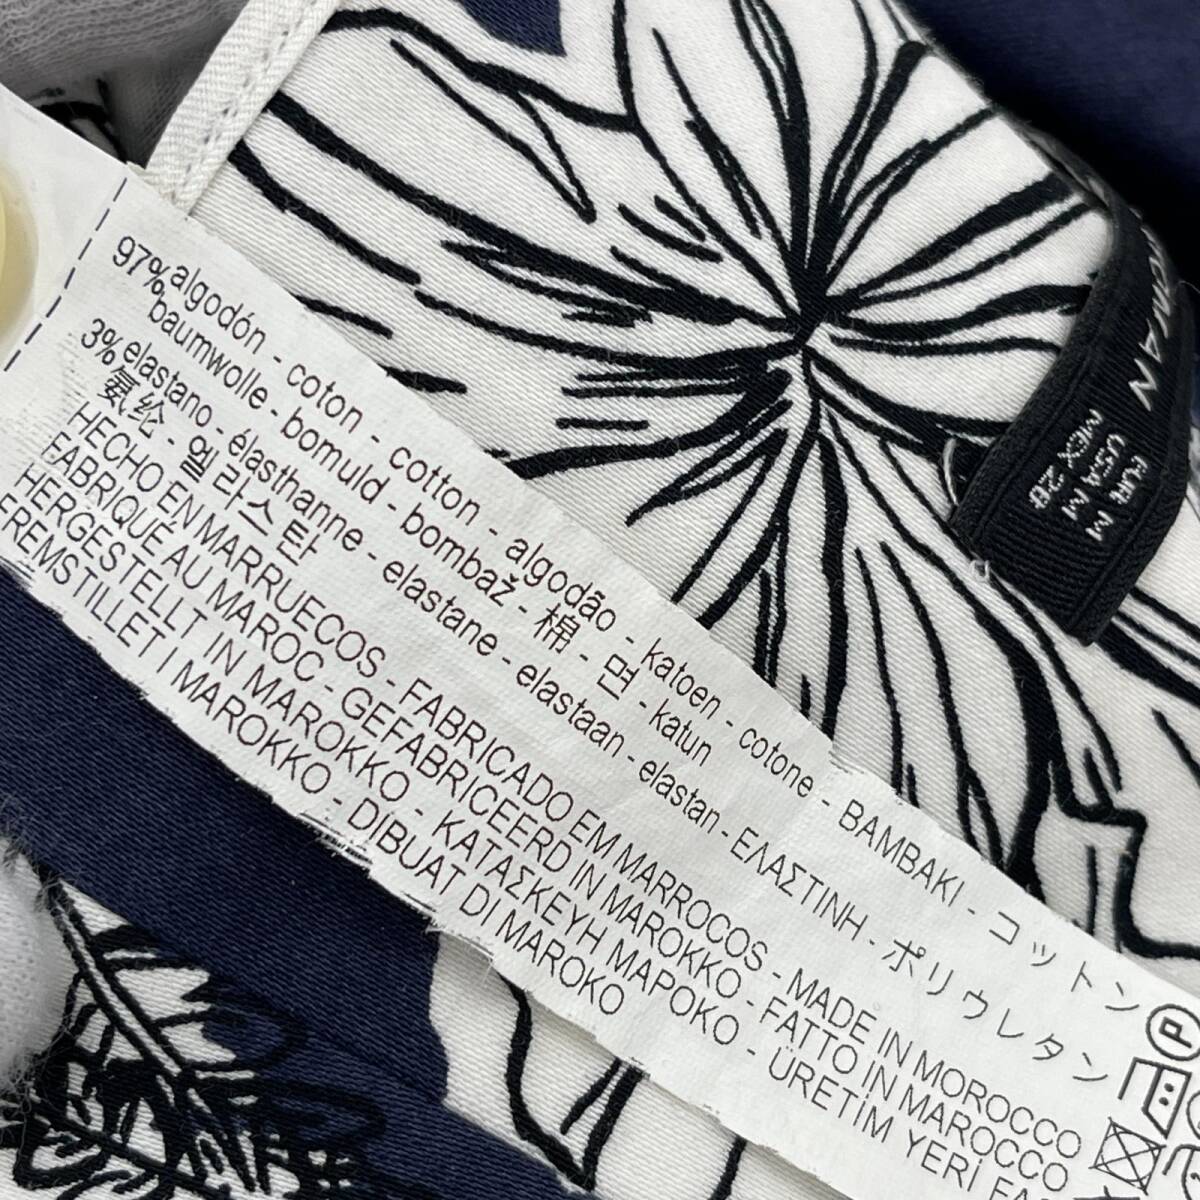 97% algodón - coton - cotton - algodão - katoen - cotone - BAMBAKI - コットン
baumwolle - bomuld - bombaž - 棉 - 면 - katun
3% elastano - élasthanne - elastane - elastaan - elastan - ΕΛΑΣΤΙΝΗ - ポリウレタン
氨纶 - 엘라스탄
HECHO EN MARRUECOS - FABRICADO EM MARROCOS - MADE IN MOROCCO
FABRIQUÉ AU MAROC - GEFABRICEERD IN MAROKKO - FATTO IN MAROCCO
HERGESTELLT IN MAROKKO - ΚΑΤΑΣΚΕΥΗ ΜΑΡΟΚΟ - ÜRETİM YERİ FA
FREMSTILLET I MAROKKO - DIBUAT DI MAROKO
P
EUR M
USA M
MEX 28